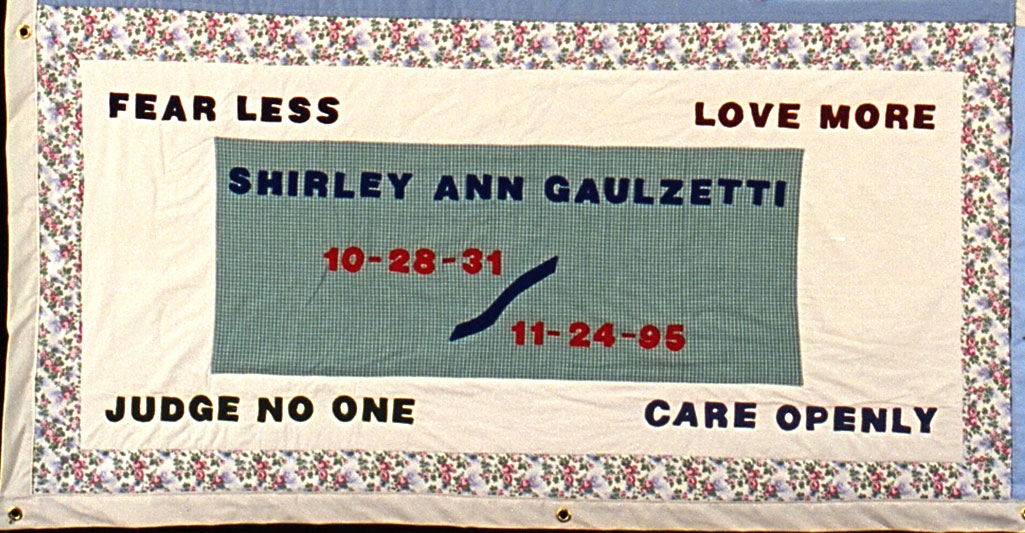 FEAR LESS
LOVE MORE
SHIRLEY ANN GAULZETTI
10-28-31
11-24-95
JUDGE NO ONE
CARE OPENLY